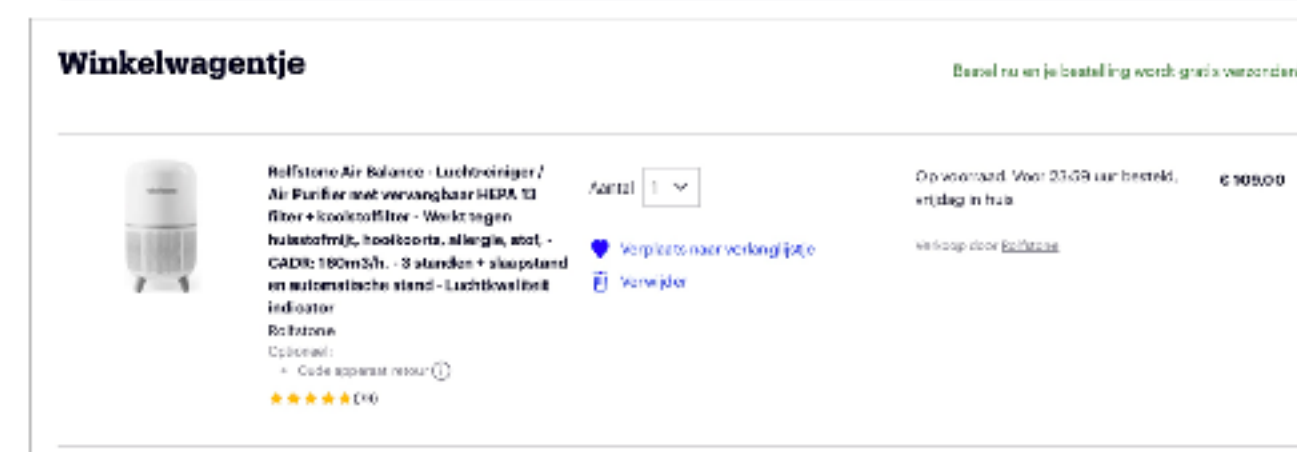 Winkelwagentje
Bestel nu en je bestelling wordt gratis verzonden
Rolfstone Air Balance - Luchtreiniger /
Air Purifier met vervangbaar HEPA 13
filter + koolstoffilter - Werkt tegen
huisstofmijt, hooikoorts, allergie, stof, -
CADR: 160m3/h. - 3 standen + slaapstand
en automatische stand - Luchtkwaliteit
indicator
Rolfstone
Optioneel:
Oude apparaat retour
Aantal 1
Verplaats naar verlanglijstje
Verwijder
Op voorraad. Voor 23:59 uur besteld,
vrijdag in huis
Verkoop door Rolfstone
€ 109,00